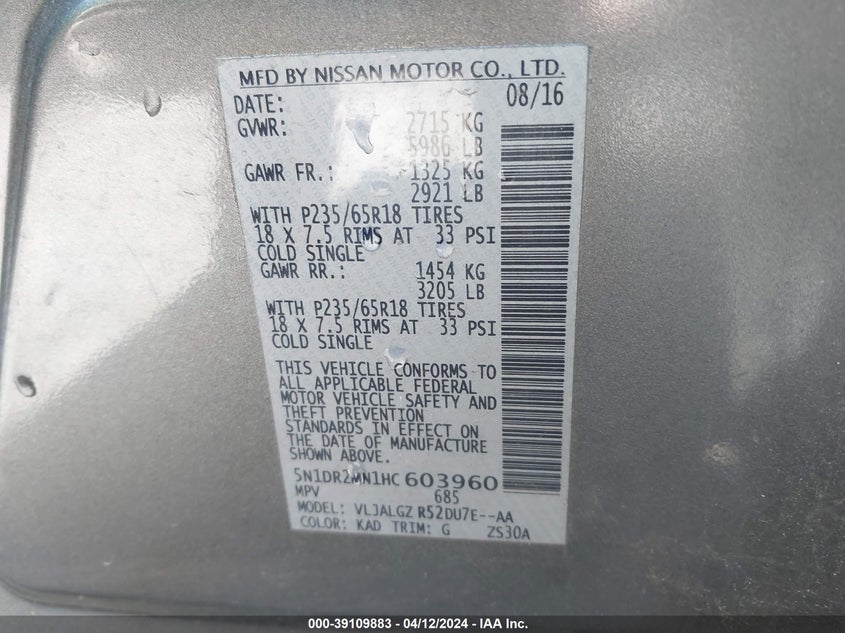 MFD BY NISSAN MOTOR CO., LTD.
DATE: 08/16
GVWR: 2715 KG
5986 LB
GAWR FR.: 1325 KG
2921 LB
WITH P235/65R18 TIRES
18 X 7.5 RIMS AT 33 PSI
COLD SINGLE
GAWR RR.: 1454 KG
3205 LB
WITH P235/65R18 TIRES
18 X 7.5 RIMS AT 33 PSI
COLD SINGLE
THIS VEHICLE CONFORMS TO
ALL APPLICABLE FEDERAL
MOTOR VEHICLE SAFETY AND
THEFT PREVENTION
STANDARDS IN EFFECT ON
THE DATE OF MANUFACTURE
SHOWN ABOVE.
5N1DR2MN1HC 603960
MPV 685
MODEL: VLJALGZ R52DU7E--AA
COLOR: KAD TRIM: G ZS30A
000-39109883 - 04/12/2024 - IAA Inc.